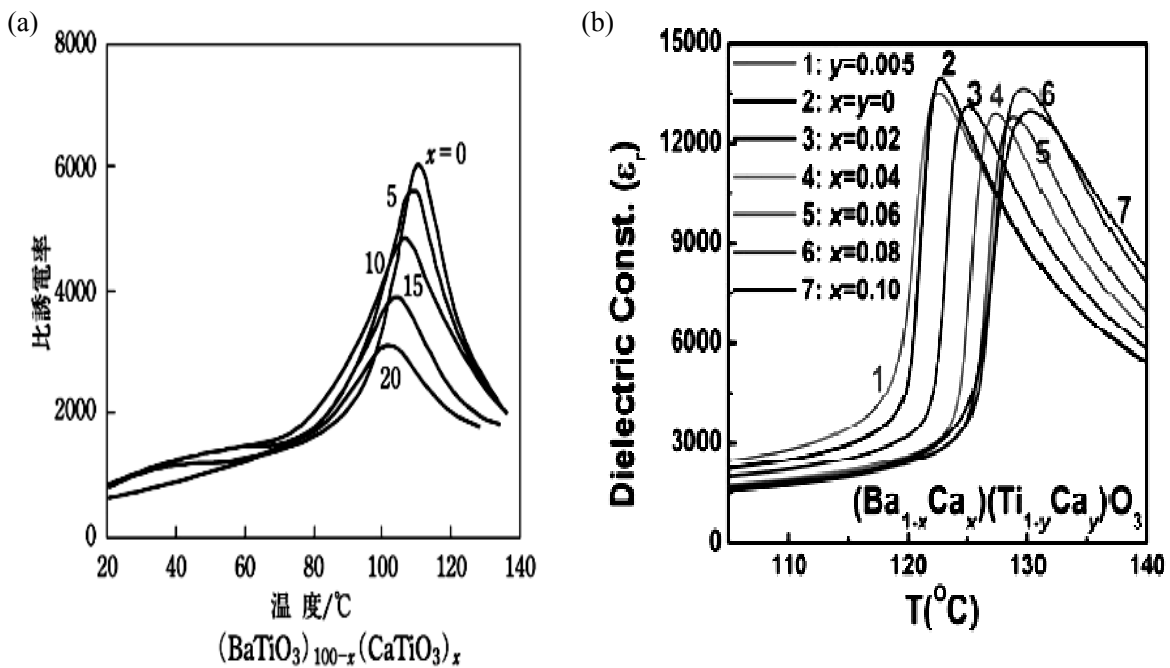 (a)
8000
6000
4000
2000
0
比誘電率
x=0
5
10
15
20
20 40 60 80 100 120 140
温 度/℃
(BaTiO₃)₁₀₀₋ₓ(CaTiO₃)ₓ
(b)
15000
12000
9000
6000
3000
0
Dielectric Const. (εᵣ)
1: y=0.005
2: x=y=0
3: x=0.02
4: x=0.04
5: x=0.06
6: x=0.08
7: x=0.10
2
3
4
6
5
7
1
(Ba₁₋ₓCaₓ)(Ti₁₋yCay)O₃
110 120 130 140
T(°C)